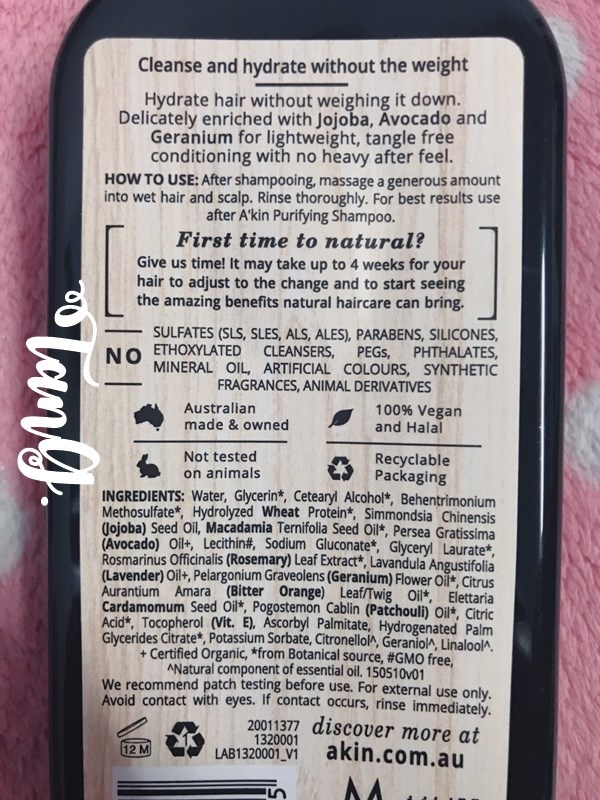 Cleanse and hydrate without the weight
Hydrate hair without weighing it down.
Delicately enriched with Jojoba, Avocado and
Geranium for lightweight, tangle free
conditioning with no heavy after feel.
HOW TO USE: After shampooing, massage a generous amount
into wet hair and scalp. Rinse thoroughly. For best results use
after A'kin Purifying Shampoo.
First time to natural?
Give us time! It may take up to 4 weeks for your
hair to adjust to the change and to start seeing
the amazing benefits natural haircare can bring.
NO
SULFATES (SLS, SLES, ALS, ALES), PARABENS, SILICONES,
ETHOXYLATED CLEANSERS, PEGs, PHTHALATES,
MINERAL OIL, ARTIFICIAL COLOURS, SYNTHETIC
FRAGRANCES, ANIMAL DERIVATIVES
Australian
made & owned
100% Vegan
and Halal
Not tested
on animals
Recyclable
Packaging
INGREDIENTS: Water, Glycerin*, Cetearyl Alcohol*, Behentrimonium
Methosulfate*, Hydrolyzed Wheat Protein*, Simmondsia Chinensis
(Jojoba) Seed Oil, Macadamia Ternifolia Seed Oil*, Persea Gratissima
(Avocado) Oil+, Lecithin#, Sodium Gluconate*, Glyceryl Laurate*,
Rosmarinus Officinalis (Rosemary) Leaf Extract*, Lavandula Angustifolia
(Lavender) Oil+, Pelargonium Graveolens (Geranium) Flower Oil*, Citrus
Aurantium Amara (Bitter Orange) Leaf/Twig Oil*, Elettaria
Cardamomum Seed Oil*, Pogostemon Cablin (Patchouli) Oil*, Citric
Acid*, Tocopherol (Vit. E), Ascorbyl Palmitate, Hydrogenated Palm
Glycerides Citrate*, Potassium Sorbate, Citronellol^, Geraniol^, Linalool^.
+ Certified Organic, *from Botanical source, #GMO free,
^Natural component of essential oil. 150510v01
We recommend patch testing before use. For external use only.
Avoid contact with eyes. If contact occurs, rinse immediately.
12 M
1
20011377
1320001
LAB1320001_V1
discover more at
akin.com.au
5